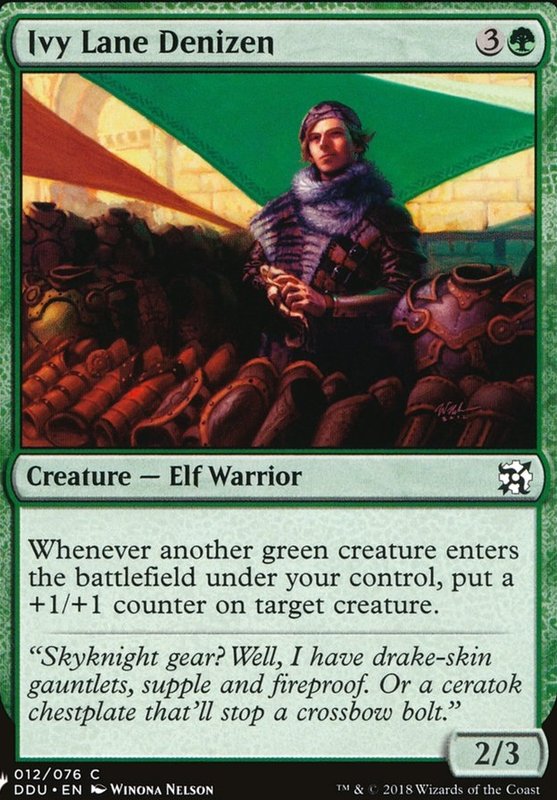 Ivy Lane Denizen 3
Creature — Elf Warrior
Whenever another green creature enters
the battlefield under your control, put a
+1/+1 counter on target creature.
“Skyknight gear? Well, I have drake-skin
gauntlets, supple and fireproof. Or a ceratok
chestplate that’ll stop a crossbow bolt.”
2/3
012/076 C
DDU • EN Winona Nelson
™ & © 2018 Wizards of the Coast